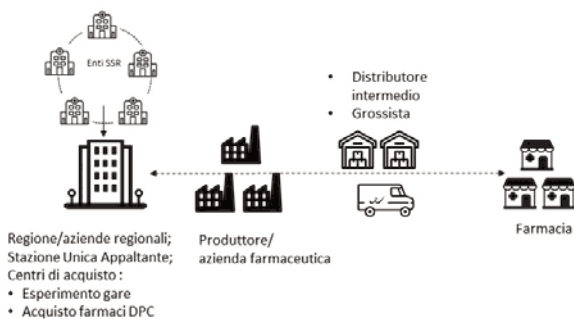 Enti SSR
• Distributore
intermedio
• Grossista
Regione/aziende regionali;
Stazione Unica Appaltante;
Centri di acquisto :
• Esperimento gare
• Acquisto farmaci DPC
Produttore/
azienda farmaceutica
Farmacia